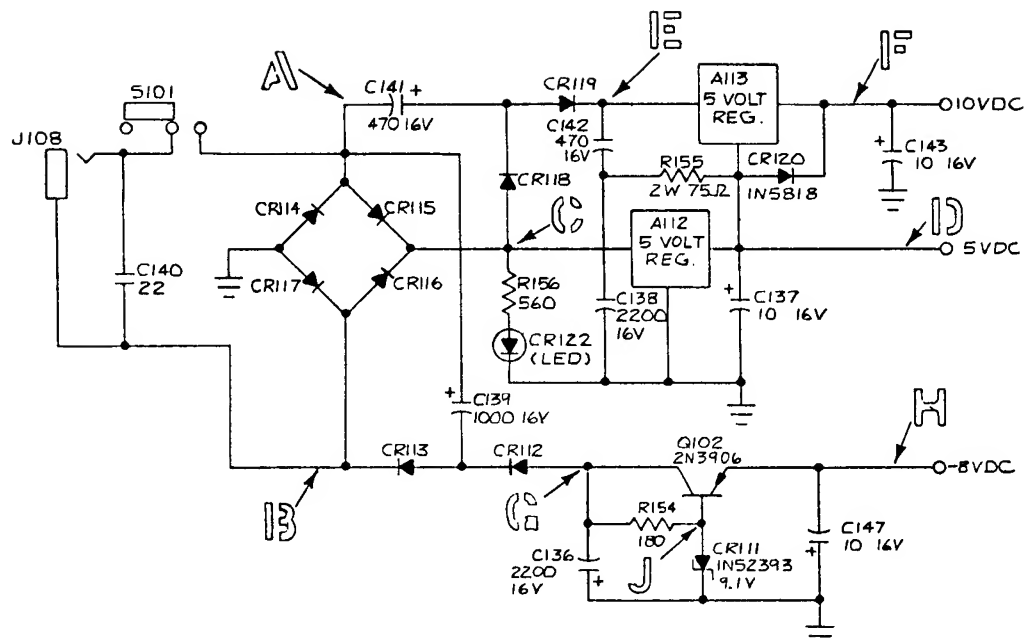 E
F
A
S101
J108
C141 +
470 16V
CR119
A113
5 VOLT
REG.
10VDC
C142
470
16V
+
C143
10 16V
R155
2W 75Ω
CR120
1N5818
CR118
C
D
CR114
CR115
A112
5 VOLT
REG.
5VDC
C140
22
CR117
CR116
R156
560
C138
2200
16V
+
C137
10 16V
CR122
(LED)
+
C139
1000 16V
H
Q102
2N3906
CR113
CR112
-8VDC
B
G
R154
180
J
C136
2200
16V
+
CR111
1N52393
9.1V
C147
10 16V
+